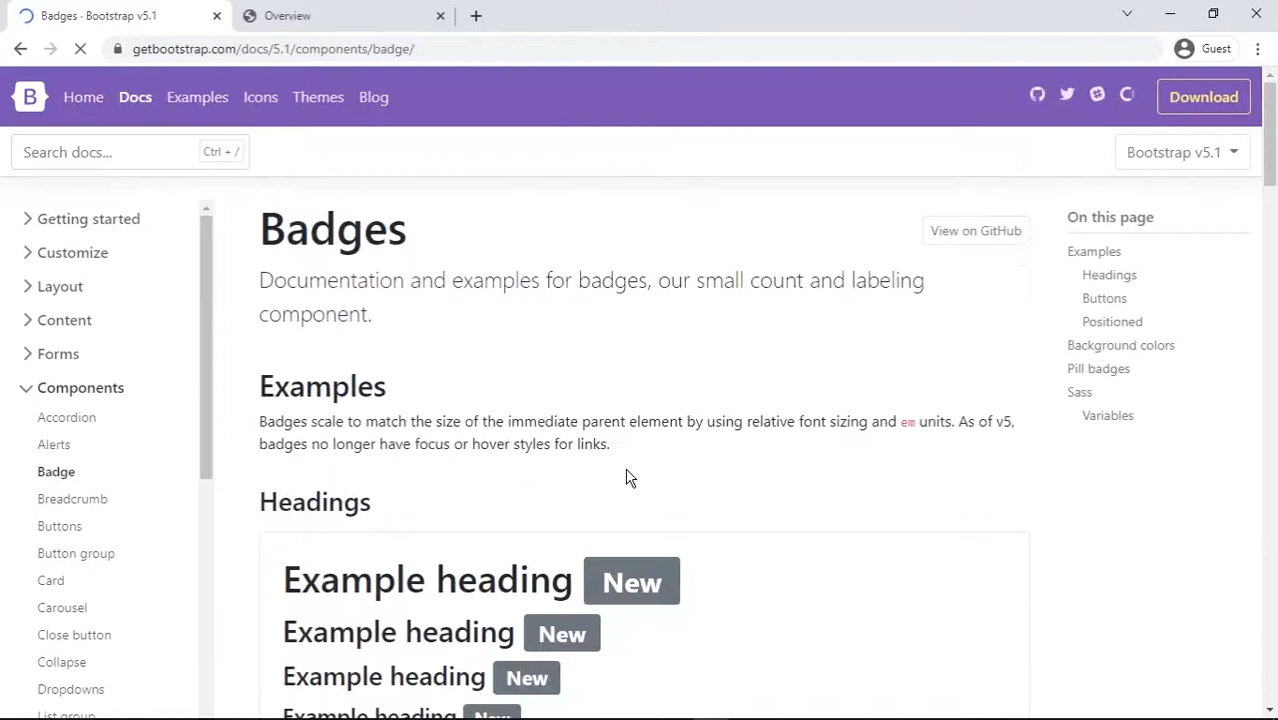 Badges · Bootstrap v5.1
Overview
getbootstrap.com/docs/5.1/components/badge/
Guest
B Home Docs Examples Icons Themes Blog
Download
Search docs... Ctrl + /
Bootstrap v5.1
Getting started
Customize
Layout
Content
Forms
Components
Accordion
Alerts
Badge
Breadcrumb
Buttons
Button group
Card
Carousel
Close button
Collapse
Dropdowns
List group
Badges
View on GitHub
Documentation and examples for badges, our small count and labeling
component.
Examples
Badges scale to match the size of the immediate parent element by using relative font sizing and em units. As of v5,
badges no longer have focus or hover styles for links.
Headings
Example heading New
Example heading New
Example heading New
Example heading New
On this page
Examples
Headings
Buttons
Positioned
Background colors
Pill badges
Sass
Variables